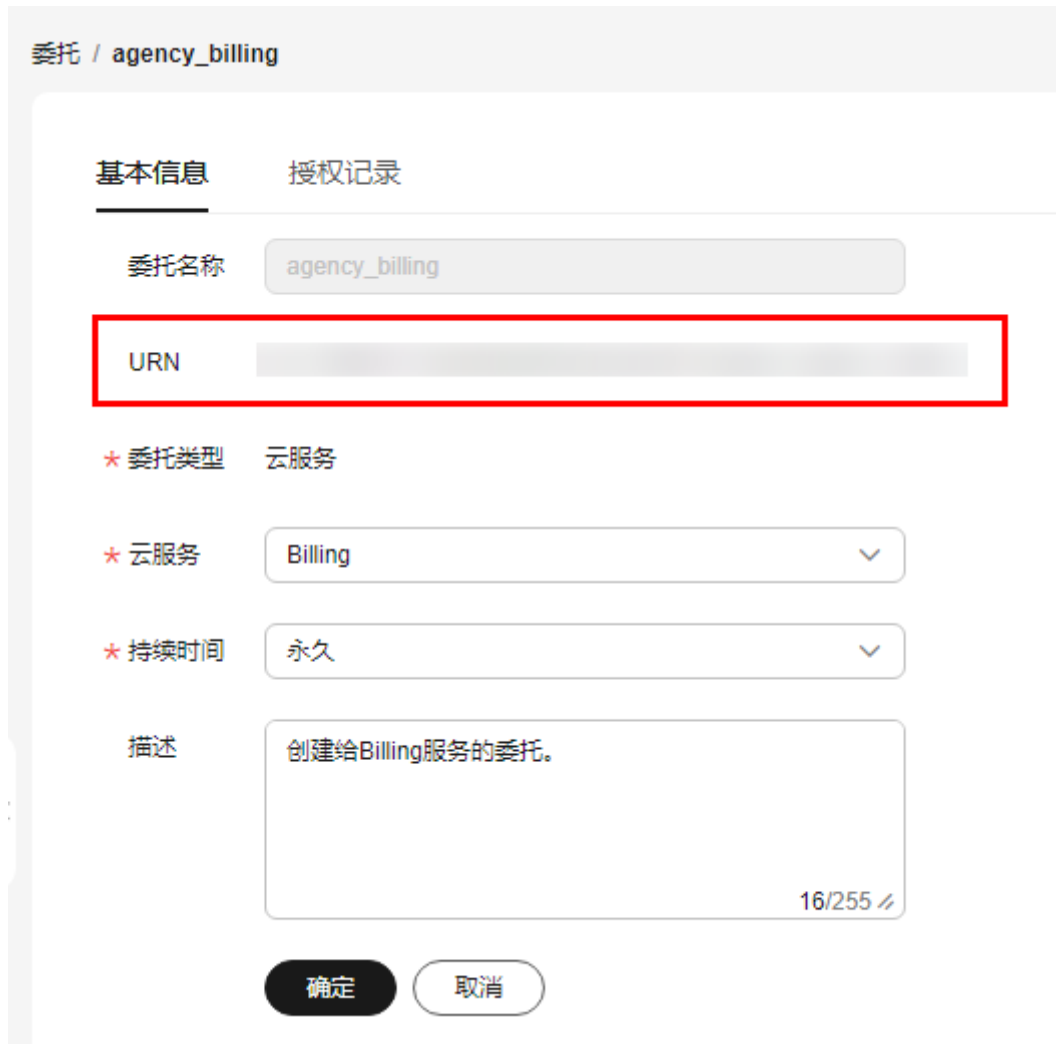 委托 / agency_billing
基本信息 授权记录
委托名称 agency_billing
URN
* 委托类型 云服务
* 云服务 Billing
* 持续时间 永久
描述 创建给Billing服务的委托。
16/255
确定 取消